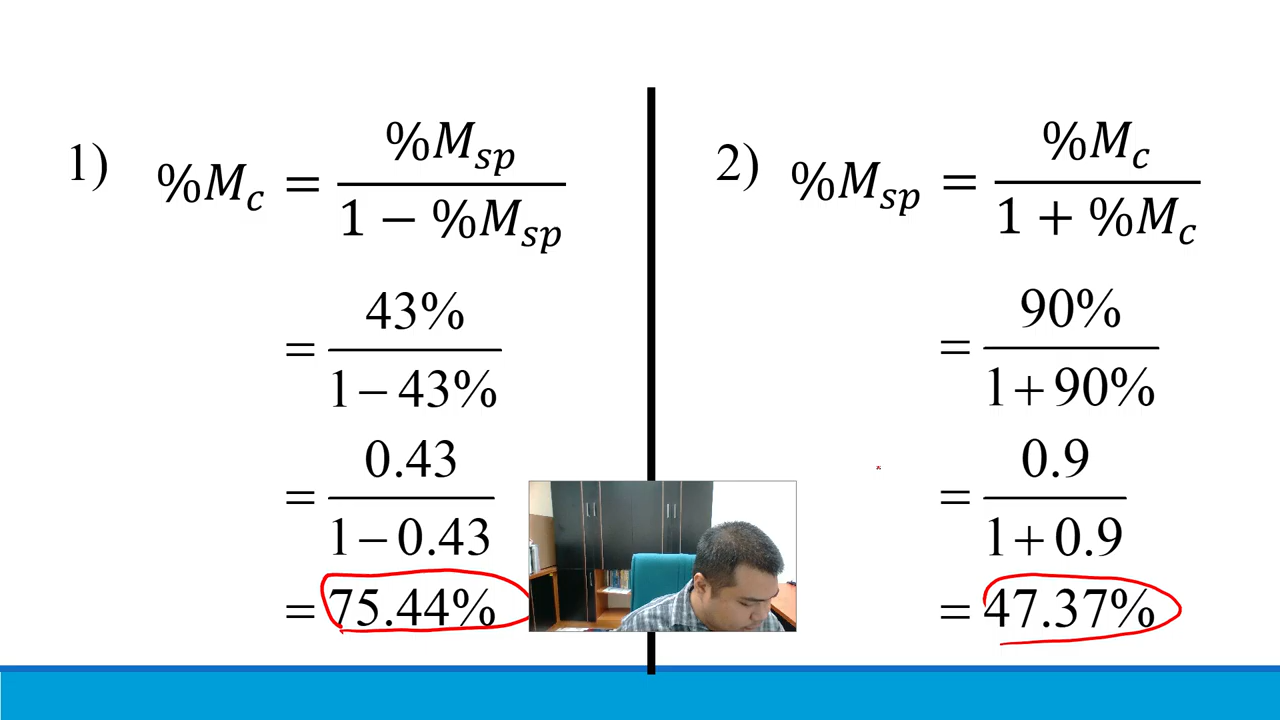 1) %M_c = %M_sp / (1 − %M_sp)
= 43% / (1 − 43%)
= 0.43 / (1 − 0.43)
= 75.44%
2) %M_sp = %M_c / (1 + %M_c)
= 90% / (1 + 90%)
= 0.9 / (1 + 0.9)
= 47.37%